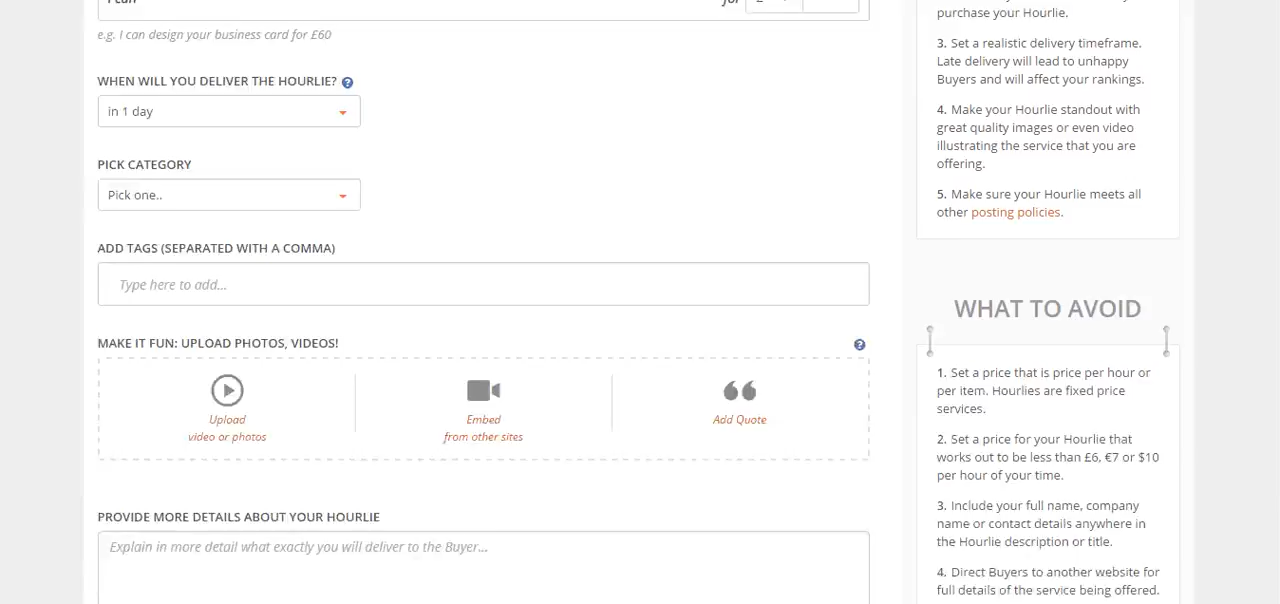 I can
for
e.g. I can design your business card for £60
WHEN WILL YOU DELIVER THE HOURLIE?
in 1 day
PICK CATEGORY
Pick one..
ADD TAGS (SEPARATED WITH A COMMA)
Type here to add...
MAKE IT FUN: UPLOAD PHOTOS, VIDEOS!
Upload
video or photos
Embed
from other sites
Add Quote
PROVIDE MORE DETAILS ABOUT YOUR HOURLIE
Explain in more detail what exactly you will deliver to the Buyer...
purchase your Hourlie.
3. Set a realistic delivery timeframe.
Late delivery will lead to unhappy
Buyers and will affect your rankings.
4. Make your Hourlie standout with
great quality images or even video
illustrating the service that you are
offering.
5. Make sure your Hourlie meets all
other posting policies.
WHAT TO AVOID
1. Set a price that is price per hour or
per item. Hourlies are fixed price
services.
2. Set a price for your Hourlie that
works out to be less than £6, €7 or $10
per hour of your time.
3. Include your full name, company
name or contact details anywhere in
the Hourlie description or title.
4. Direct Buyers to another website for
full details of the service being offered.